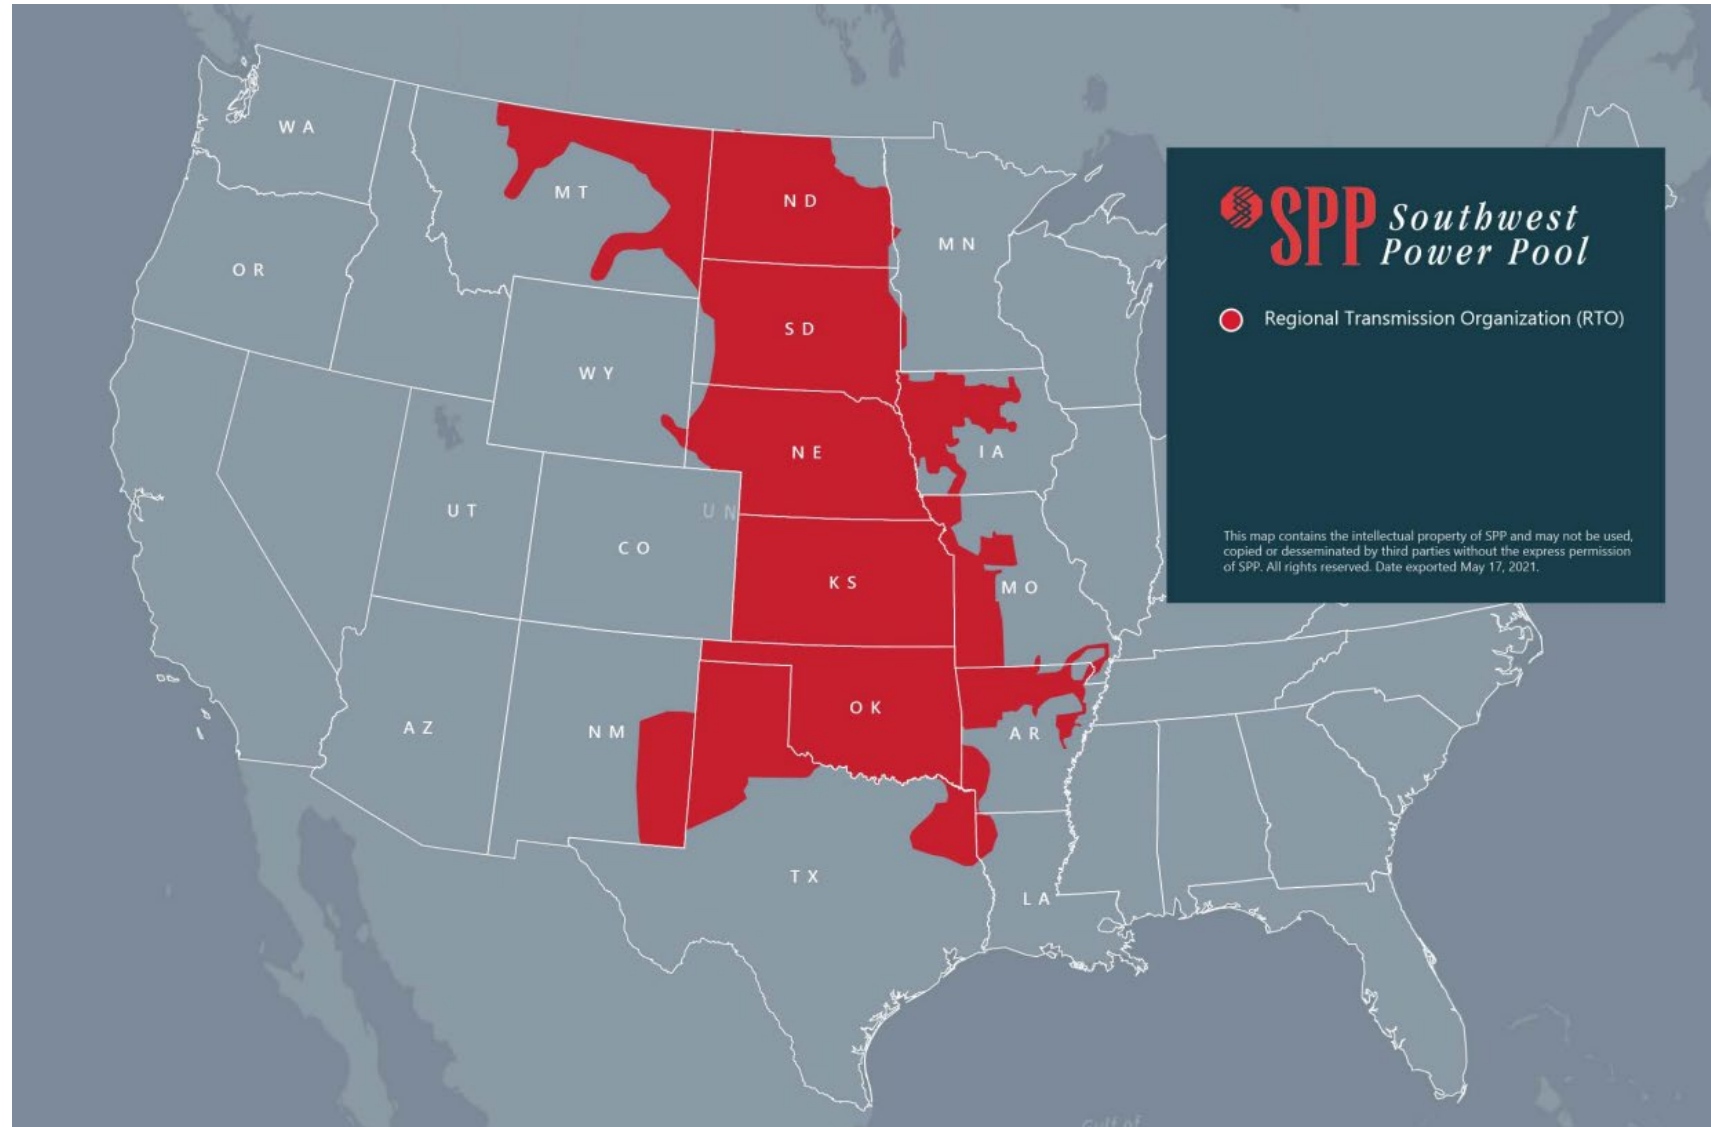 WA
MT
ND
MN
OR
SD
WY
NE
IA
UT
UN
CO
KS
MO
AZ
NM
OK
AR
TX
LA
SPP Southwest
Power Pool
Regional Transmission Organization (RTO)
This map contains the intellectual property of SPP and may not be used,
copied or desseminated by third parties without the express permission
of SPP. All rights reserved. Date exported May 17, 2021.
Gulf of